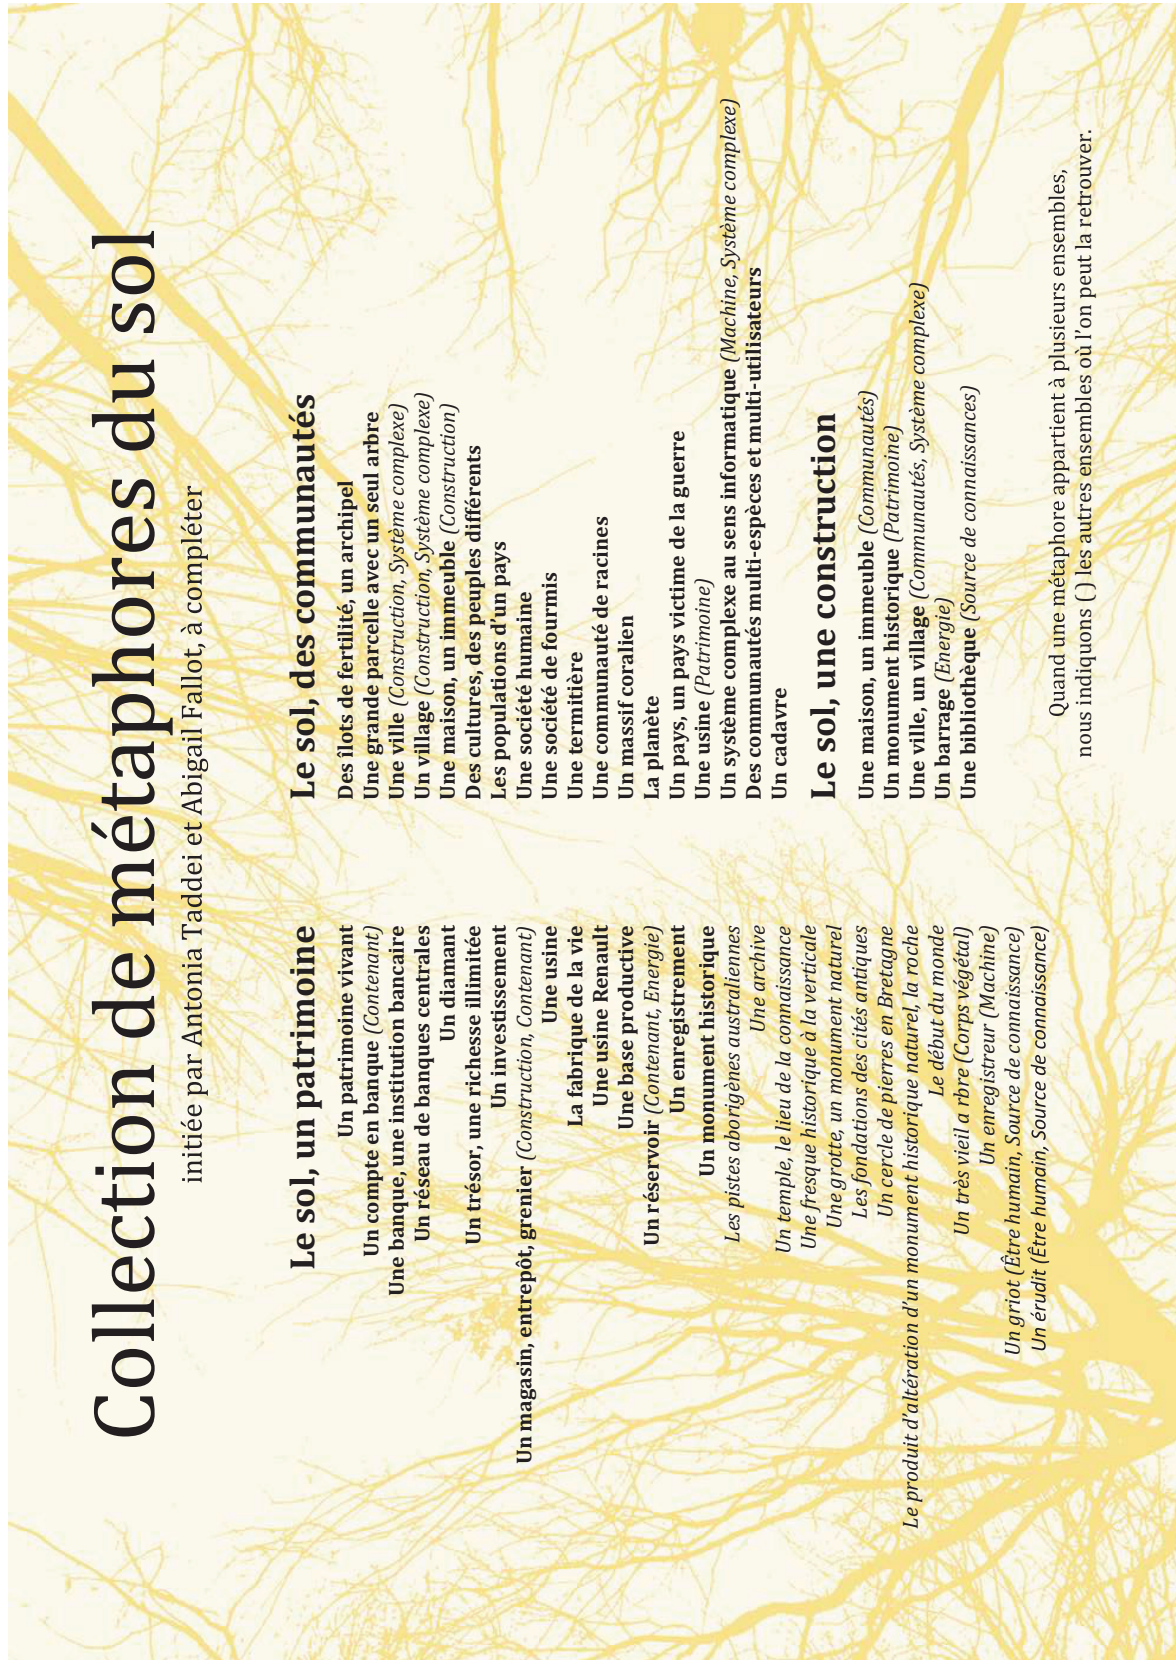 Collection de métaphores du sol
initiée par Antonia Taddei et Abigail Fallot, à compléter
Le sol, un patrimoine
Un patrimoine vivant
Un compte en banque (Contenant)
Une banque, une institution bancaire
Un réseau de banques centrales
Un diamant
Un trésor, une richesse illimitée
Un investissement
Un magasin, entrepôt, grenier (Construction, Contenant)
Une usine
La fabrique de la vie
Une usine Renault
Une base productive
Un réservoir (Contenant, Energie)
Un enregistrement
Un monument historique
Les pistes aborigènes australiennes
Une archive
Un temple, le lieu de la connaissance
Une fresque historique à la verticale
Une grotte, un monument naturel
Les fondations des cités antiques
Un cercle de pierres en Bretagne
Le produit d'altération d'un monument historique naturel, la roche
Le début du monde
Un très vieil a rbre (Corps végétal)
Un enregistreur (Machine)
Un griot (Être humain, Source de connaissance)
Un érudit (Être humain, Source de connaissance)
Le sol, des communautés
Des îlots de fertilité, un archipel
Une grande parcelle avec un seul arbre
Une ville (Construction, Système complexe)
Un village (Construction, Système complexe)
Une maison, un immeuble (Construction)
Des cultures, des peuples différents
Les populations d'un pays
Une société humaine
Une société de fourmis
Une termitière
Une communauté de racines
Un massif coralien
La planète
Un pays, un pays victime de la guerre
Une usine (Patrimoine)
Un système complexe au sens informatique (Machine, Système complexe)
Des communautés multi-espèces et multi-utilisateurs
Un cadavre
Le sol, une construction
Une maison, un immeuble (Communautés)
Un monument historique (Patrimoine)
Une ville, un village (Communautés, Système complexe)
Un barrage (Energie)
Une bibliothèque (Source de connaissances)
Quand une métaphore appartient à plusieurs ensembles,
nous indiquons ( ) les autres ensembles où l'on peut la retrouver.